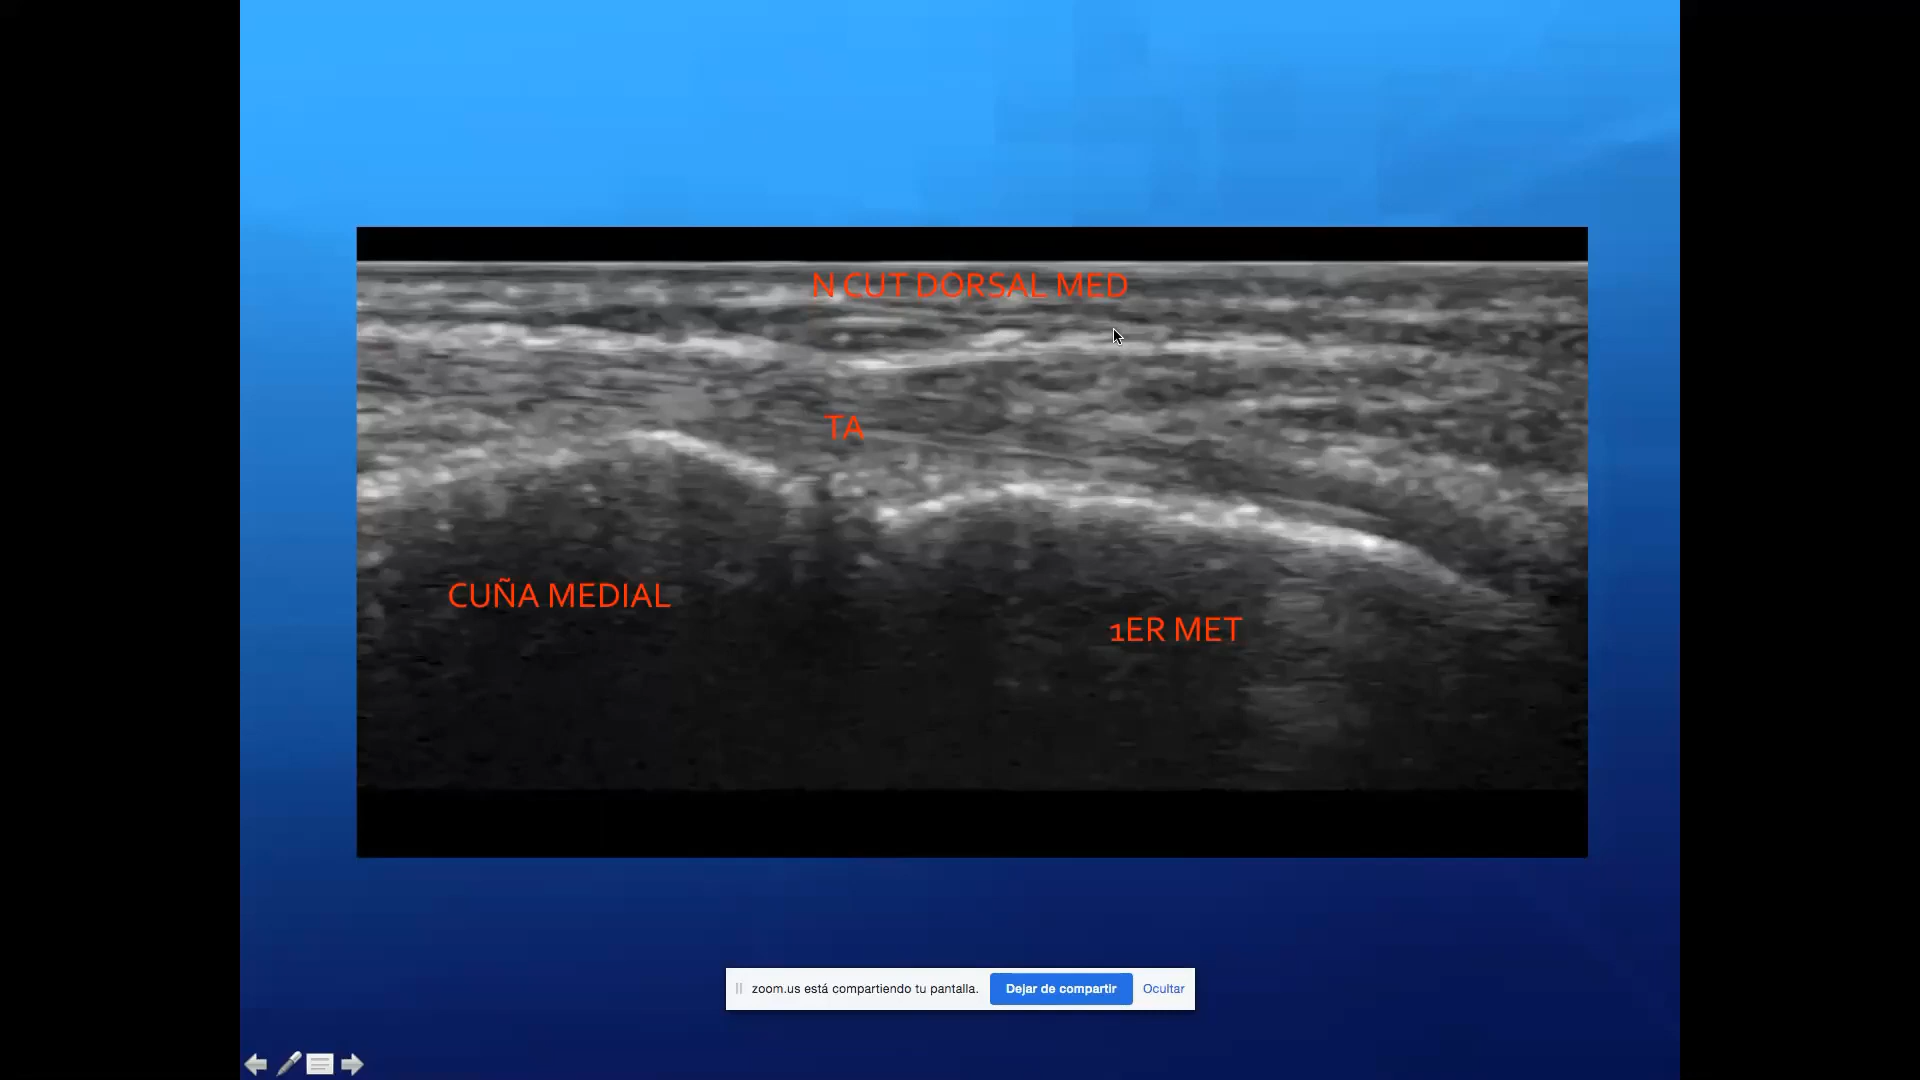 N CUT DORSAL MED
TA
CUÑA MEDIAL
1ER MET
zoom.us está compartiendo tu pantalla. Dejar de compartir Ocultar